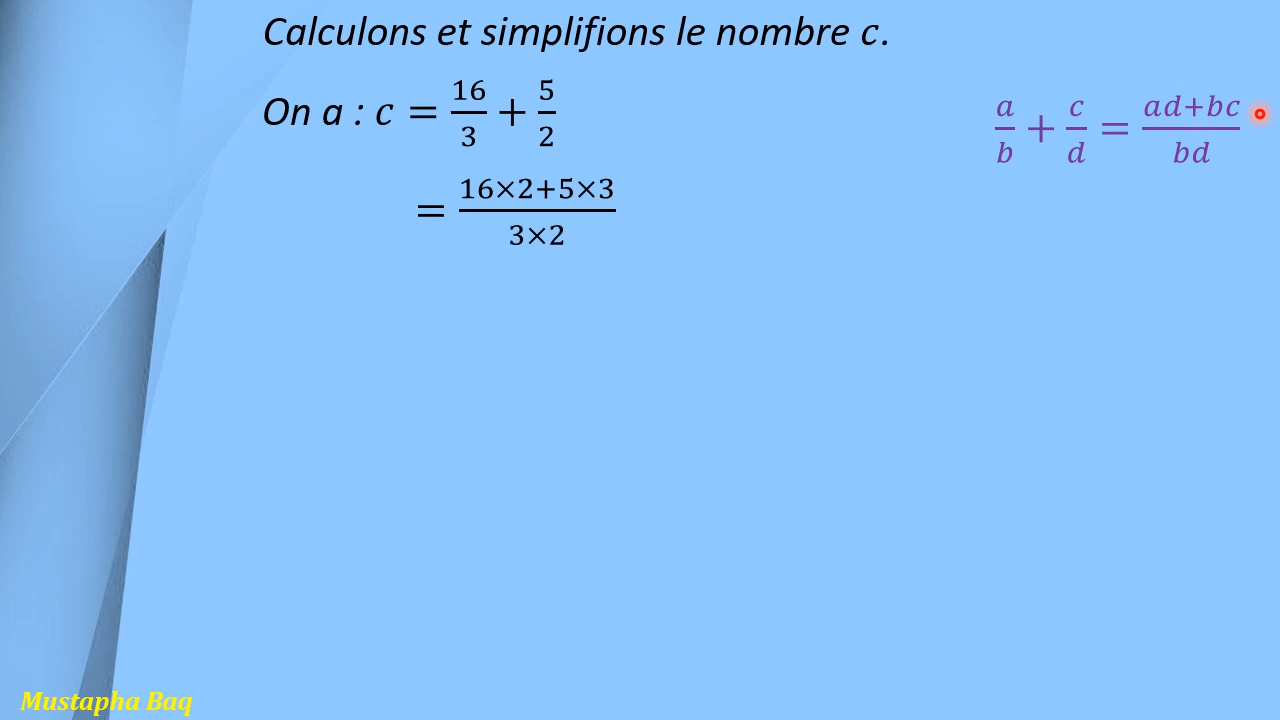 Calculons et simplifions le nombre c.
On a : c = 16/3 + 5/2
a/b + c/d = ad+bc/bd
= 16×2+5×3/3×2
Mustapha Baq